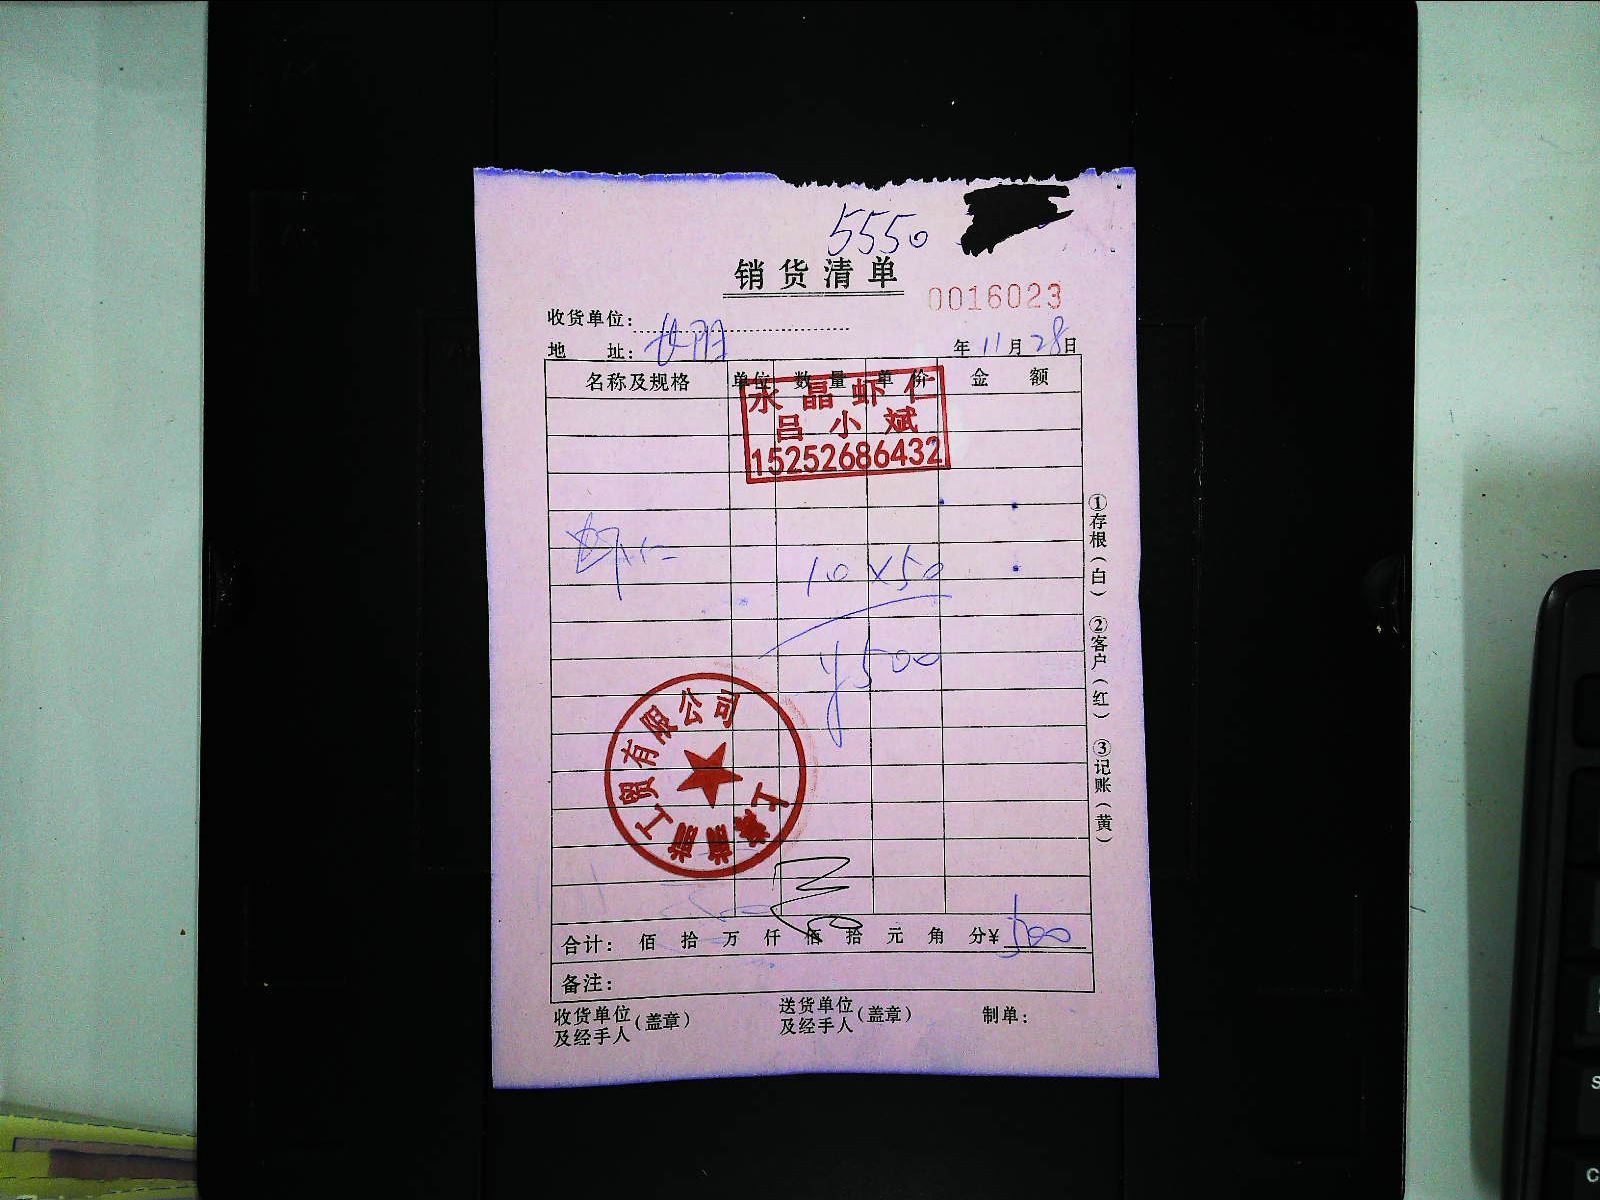 5550
销货清单
0016023
收货单位：
地 址： 长阳
年 11 月 28 日
名称及规格 单位 数量 单价 金额
永晶虾仁
吕小斌
15252686432
虾仁 10 x 50
¥500
工贸有限公司
合计： 佰 拾 万 仟 佰 拾 元 角 分 ¥ 500
备注：
收货单位及经手人（盖章）
送货单位及经手人（盖章）
制单：
①存根（白） ②客户（红） ③记账（黄）